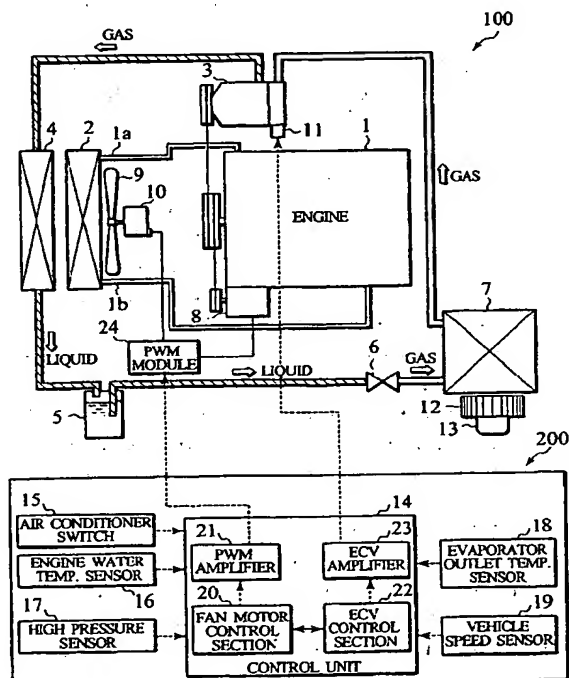 GAS
100
3
4
2
1a
11
1
9
10
GAS
ENGINE
7
1b
8
24
PWM
MODULE
6
GAS
LIQUID
LIQUID
5
12
13
200
15
14
AIR CONDITIONER
SWITCH
21
23
18
PWM
AMPLIFIER
ECV
AMPLIFIER
EVAPORATOR
OUTLET TEMP.
SENSOR
ENGINE WATER
TEMP. SENSOR
16
20
22
17
19
HIGH PRESSURE
SENSOR
FAN MOTOR
CONTROL
SECTION
ECV
CONTROL
SECTION
VEHICLE
SPEED SENSOR
CONTROL UNIT